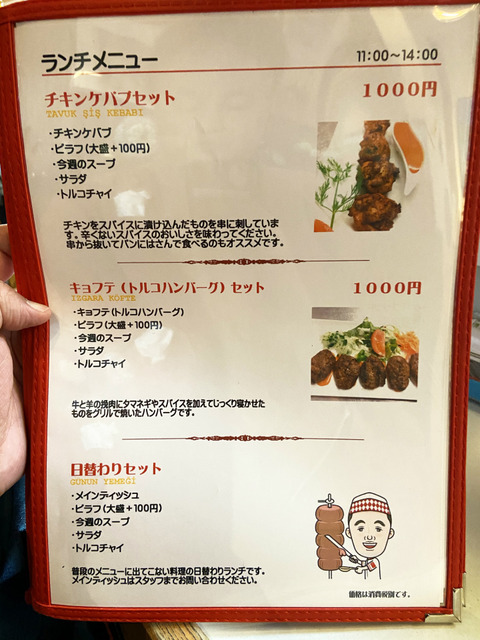 ランチメニュー
11:00～14:00
チキンケバブセット
1000円
TAVUK ŞİŞ KEBABI
・チキンケバブ
・ピラフ(大盛+100円)
・今週のスープ
・サラダ
・トルコチャイ
チキンをスパイスに漬け込んだものを串に刺していま
す。辛くないスパイスのおいしさを味わってください。
串から抜いてパンにはさんで食べるのもオススメです。
キョフテ(トルコハンバーグ)セット
1000円
IZGARA KÖFTE
・キョフテ(トルコハンバーグ)
・ピラフ(大盛+100円)
・今週のスープ
・サラダ
・トルコチャイ
牛と羊の挽肉にタマネギやスパイスを加えてじっくり寝かせた
ものをグリルで焼いたハンバーグです。
日替わりセット
GÜNÜN YEMEĞİ
・メインディッシュ
・ピラフ(大盛+100円)
・今週のスープ
・サラダ
・トルコチャイ
普段のメニューに出てこない料理の日替わりランチです。
メインディッシュはスタッフまでお問い合わせください。
価格は消費税別です。